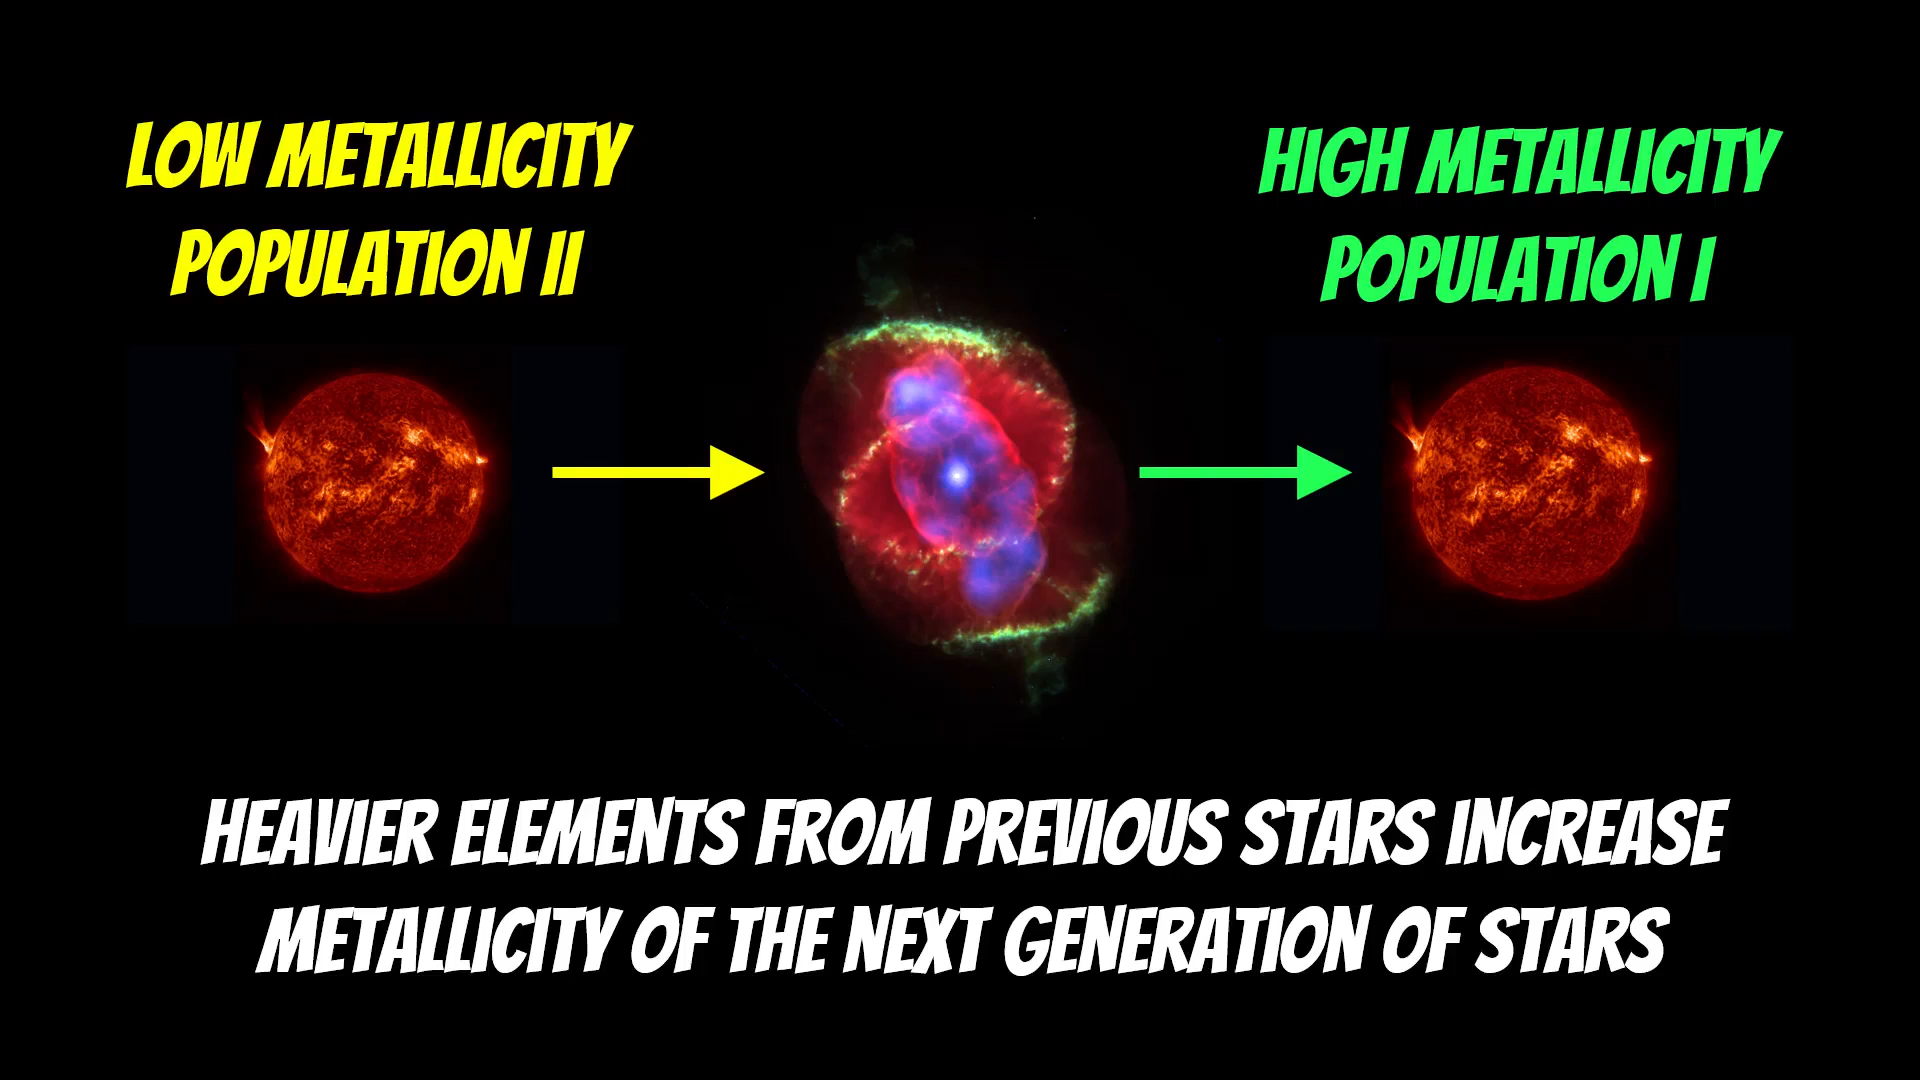 LOW METALLICITY
POPULATION II
HIGH METALLICITY
POPULATION I
HEAVIER ELEMENTS FROM PREVIOUS STARS INCREASE
METALLICITY OF THE NEXT GENERATION OF STARS